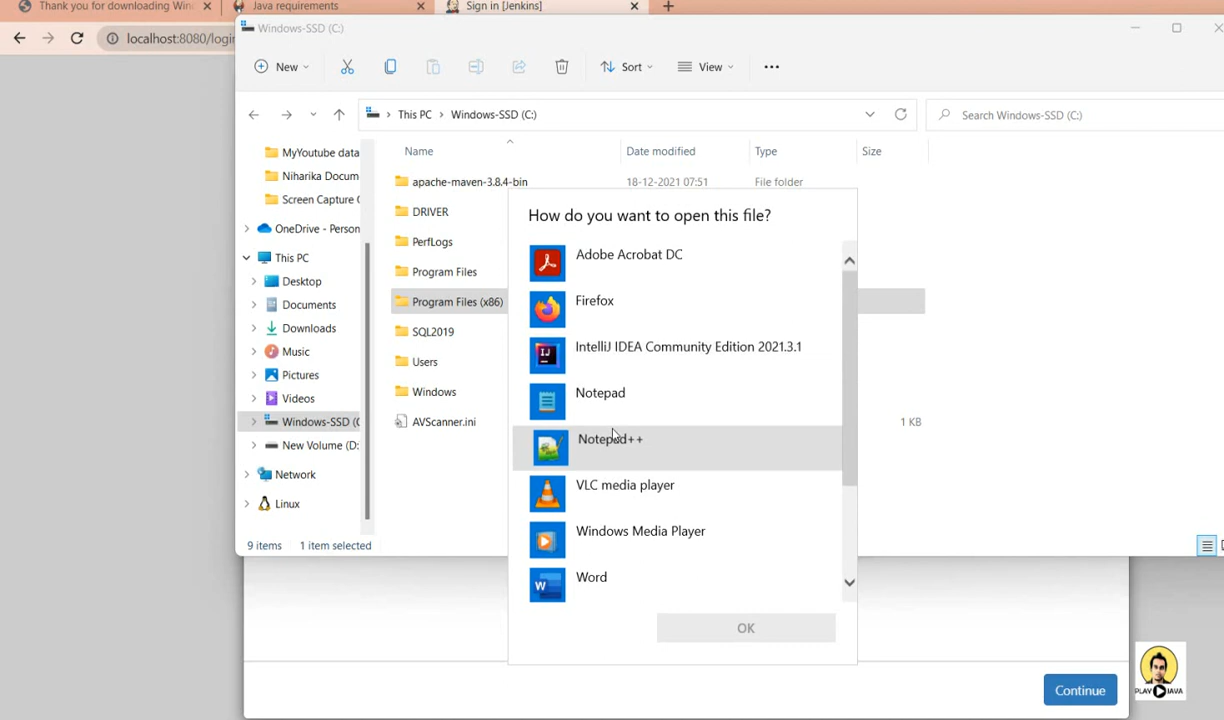 Thank you for downloading Win
Java requirements
Sign in [Jenkins]
localhost:8080/login
Windows-SSD (C:)
New
Sort
View
This PC
Windows-SSD (C:)
Search Windows-SSD (C:)
MyYoutube data
Niharika Docum
Screen Capture
OneDrive - Person
This PC
Desktop
Documents
Downloads
Music
Pictures
Videos
Windows-SSD (C
New Volume (D:
Network
Linux
Name
Date modified
Type
Size
apache-maven-3.8.4-bin
18-12-2021 07:51
File folder
DRIVER
PerfLogs
Program Files
Program Files (x86)
SQL2019
Users
Windows
AVScanner.ini
1 KB
How do you want to open this file?
Adobe Acrobat DC
Firefox
IntelliJ IDEA Community Edition 2021.3.1
Notepad
Notepad++
VLC media player
Windows Media Player
Word
OK
9 items
1 item selected
Continue
PLAY JAVA